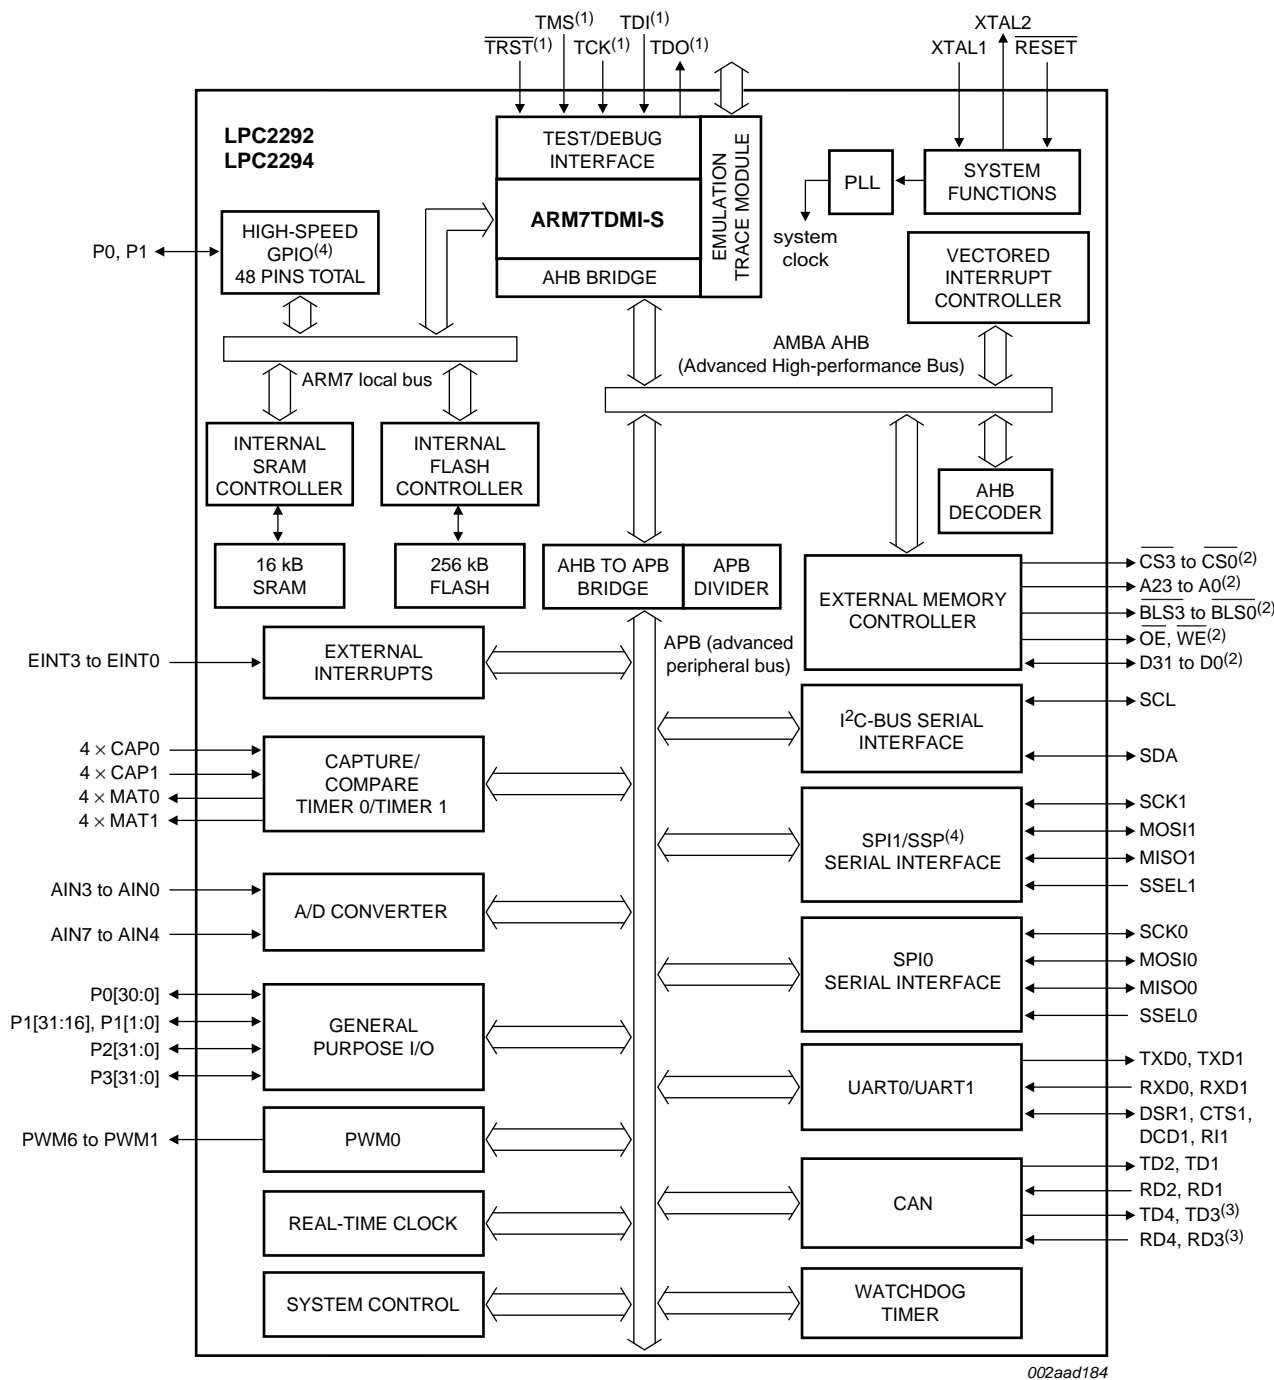 TMS(1)
TDI(1)
XTAL2
TRST(1)
TCK(1)
TDO(1)
XTAL1
RESET
LPC2292
LPC2294
TEST/DEBUG
INTERFACE
ARM7TDMI-S
AHB BRIDGE
EMULATION
TRACE MODULE
PLL
SYSTEM
FUNCTIONS
system
clock
P0, P1
HIGH-SPEED
GPIO(4)
48 PINS TOTAL
VECTORED
INTERRUPT
CONTROLLER
AMBA AHB
(Advanced High-performance Bus)
ARM7 local bus
INTERNAL
SRAM
CONTROLLER
INTERNAL
FLASH
CONTROLLER
AHB
DECODER
16 kB
SRAM
256 kB
FLASH
AHB TO APB
BRIDGE
APB
DIVIDER
EXTERNAL MEMORY
CONTROLLER
CS3 to CS0(2)
A23 to A0(2)
BLS3 to BLS0(2)
OE, WE(2)
D31 to D0(2)
APB (advanced
peripheral bus)
EINT3 to EINT0
EXTERNAL
INTERRUPTS
I2C-BUS SERIAL
INTERFACE
SCL
SDA
4 × CAP0
4 × CAP1
4 × MAT0
4 × MAT1
CAPTURE/
COMPARE
TIMER 0/TIMER 1
SPI1/SSP(4)
SERIAL INTERFACE
SCK1
MOSI1
MISO1
SSEL1
AIN3 to AIN0
AIN7 to AIN4
A/D CONVERTER
SPI0
SERIAL INTERFACE
SCK0
MOSI0
MISO0
SSEL0
P0[30:0]
P1[31:16], P1[1:0]
P2[31:0]
P3[31:0]
GENERAL
PURPOSE I/O
UART0/UART1
TXD0, TXD1
RXD0, RXD1
DSR1, CTS1,
DCD1, RI1
PWM6 to PWM1
PWM0
CAN
TD2, TD1
RD2, RD1
TD4, TD3(3)
RD4, RD3(3)
REAL-TIME CLOCK
SYSTEM CONTROL
WATCHDOG
TIMER
002aad184